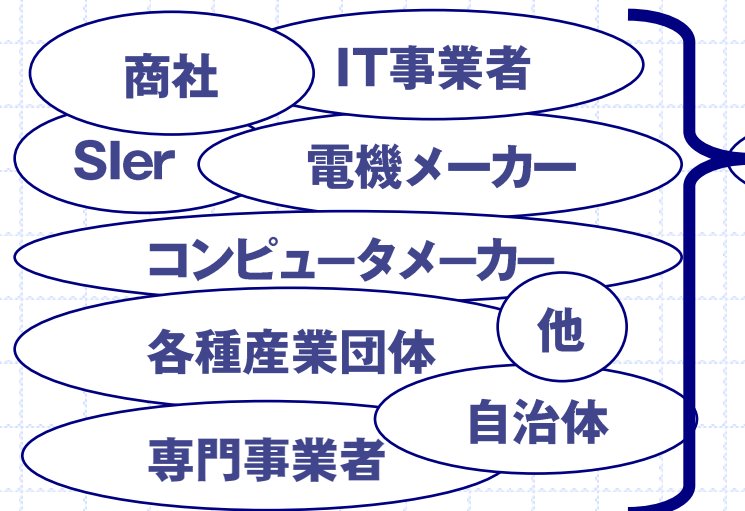 商社
IT事業者
SIer
電機メーカー
コンピュータメーカー
他
各種産業団体
自治体
専門事業者